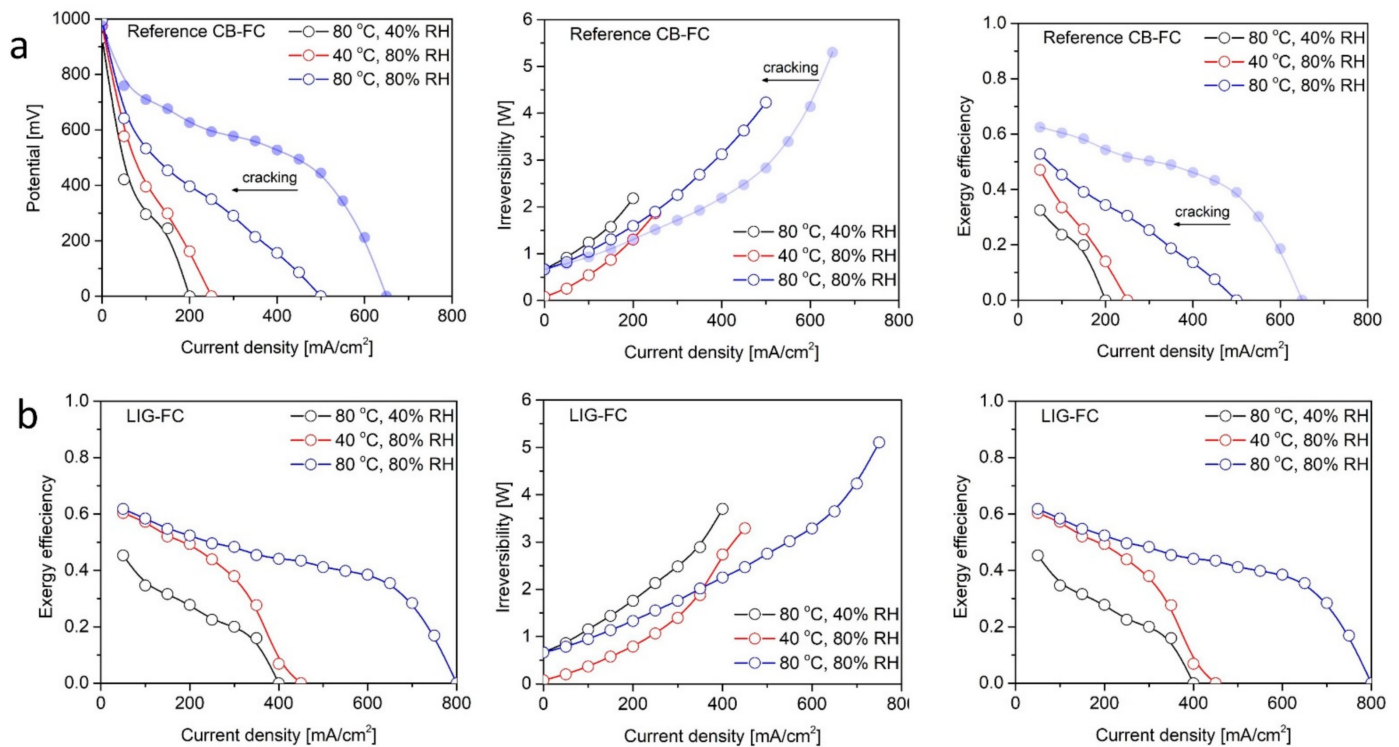 a
Potential [mV]
1000
800
600
400
200
0
Reference CB-FC
80 °C, 40% RH
40 °C, 80% RH
80 °C, 80% RH
cracking
0 200 400 600 800
Current density [mA/cm²]
Irreversibility [W]
6
5
4
3
2
1
0
Reference CB-FC
cracking
80 °C, 40% RH
40 °C, 80% RH
80 °C, 80% RH
0 200 400 600 800
Current density [mA/cm²]
Exergy effieciency
1.0
0.8
0.6
0.4
0.2
0.0
Reference CB-FC
80 °C, 40% RH
40 °C, 80% RH
80 °C, 80% RH
cracking
0 200 400 600 800
Current density [mA/cm²]
b
Exergy effieciency
1.0
0.8
0.6
0.4
0.2
0.0
LIG-FC
80 °C, 40% RH
40 °C, 80% RH
80 °C, 80% RH
0 200 400 600 800
Current density [mA/cm²]
Irreversibility [W]
6
5
4
3
2
1
0
LIG-FC
80 °C, 40% RH
40 °C, 80% RH
80 °C, 80% RH
0 200 400 600 800
Current density [mA/cm²]
Exergy effieciency
1.0
0.8
0.6
0.4
0.2
0.0
LIG-FC
80 °C, 40% RH
40 °C, 80% RH
80 °C, 80% RH
0 200 400 600 800
Current density [mA/cm²]